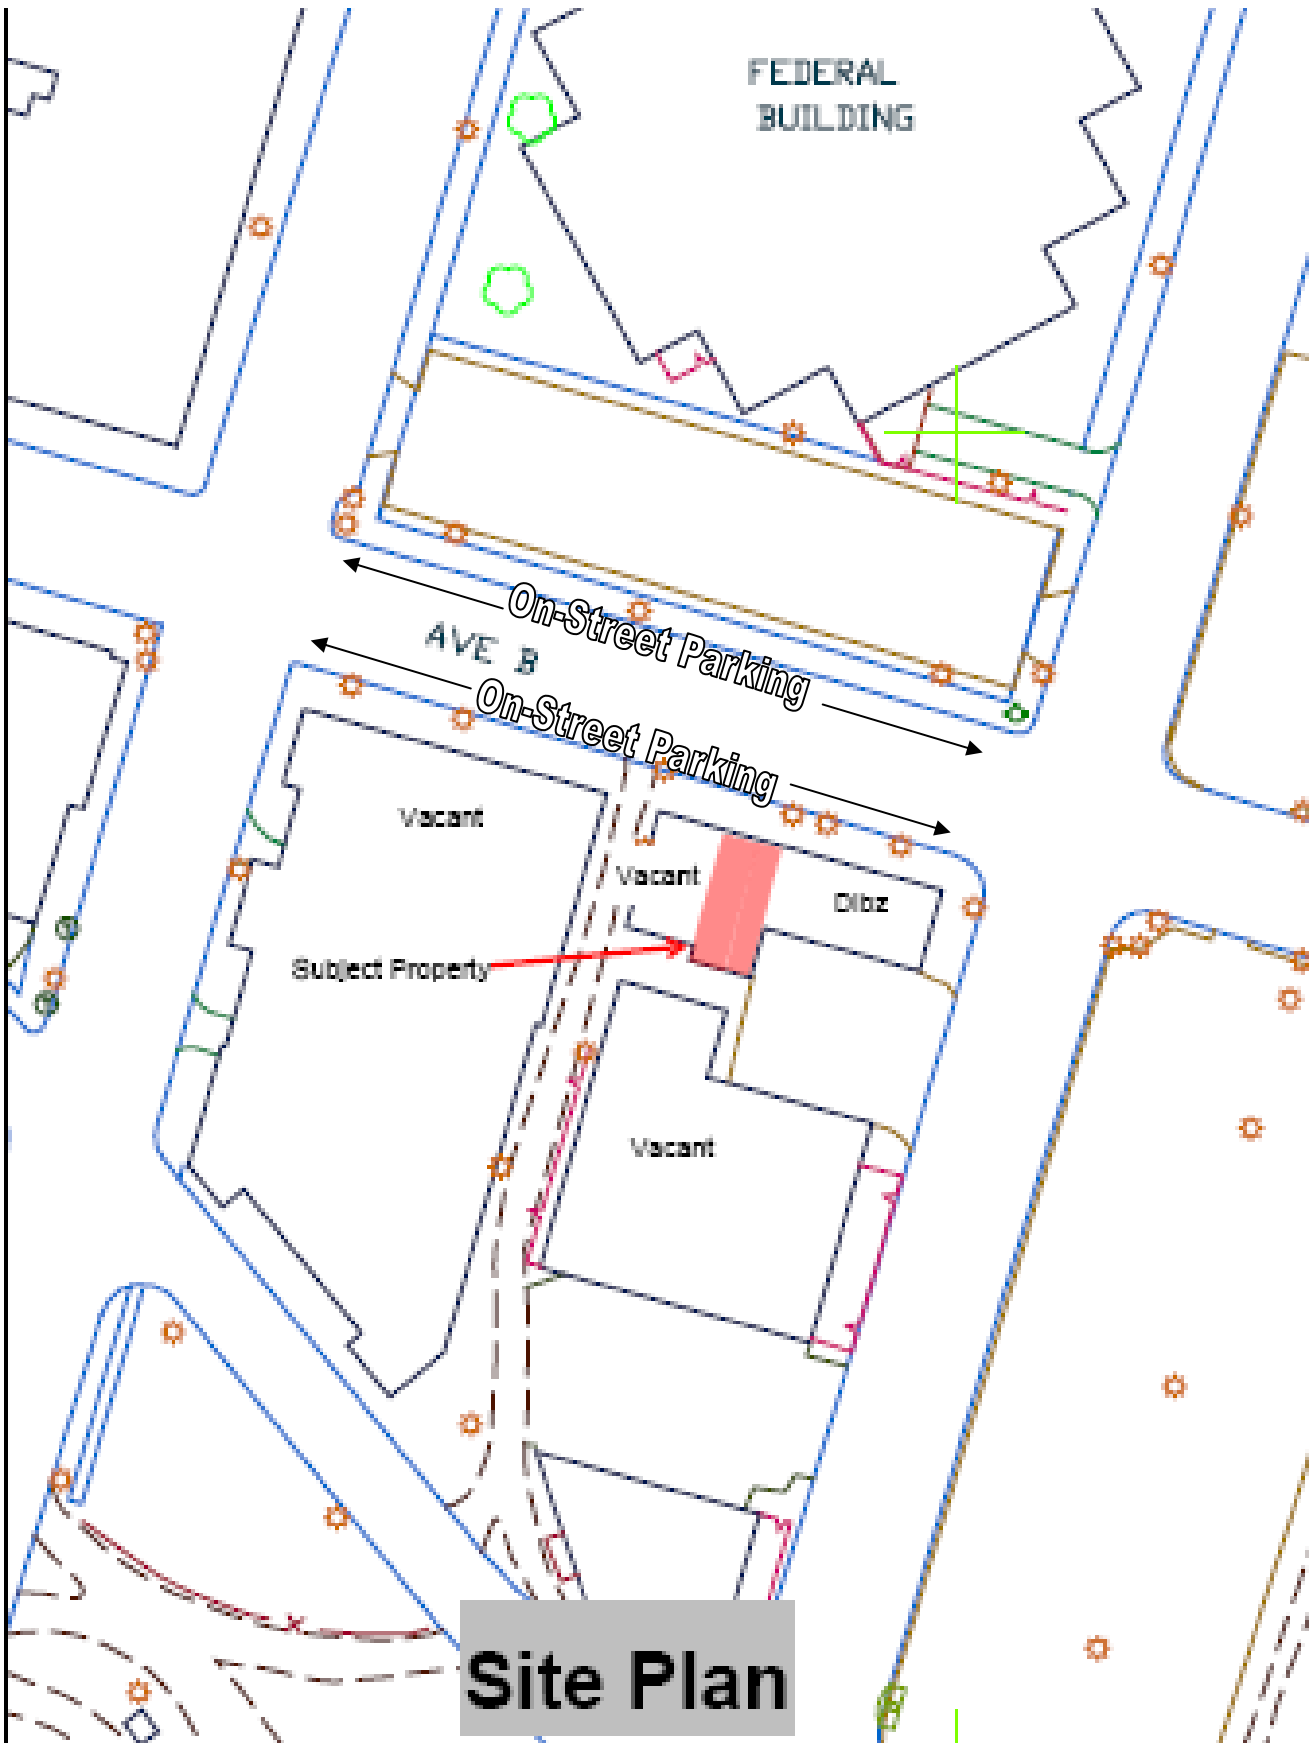 FEDERAL
BUILDING
On-Street Parking
AVE B
On-Street Parking
Vacant
Vacant
Dibz
Subject Property
Vacant
Site Plan